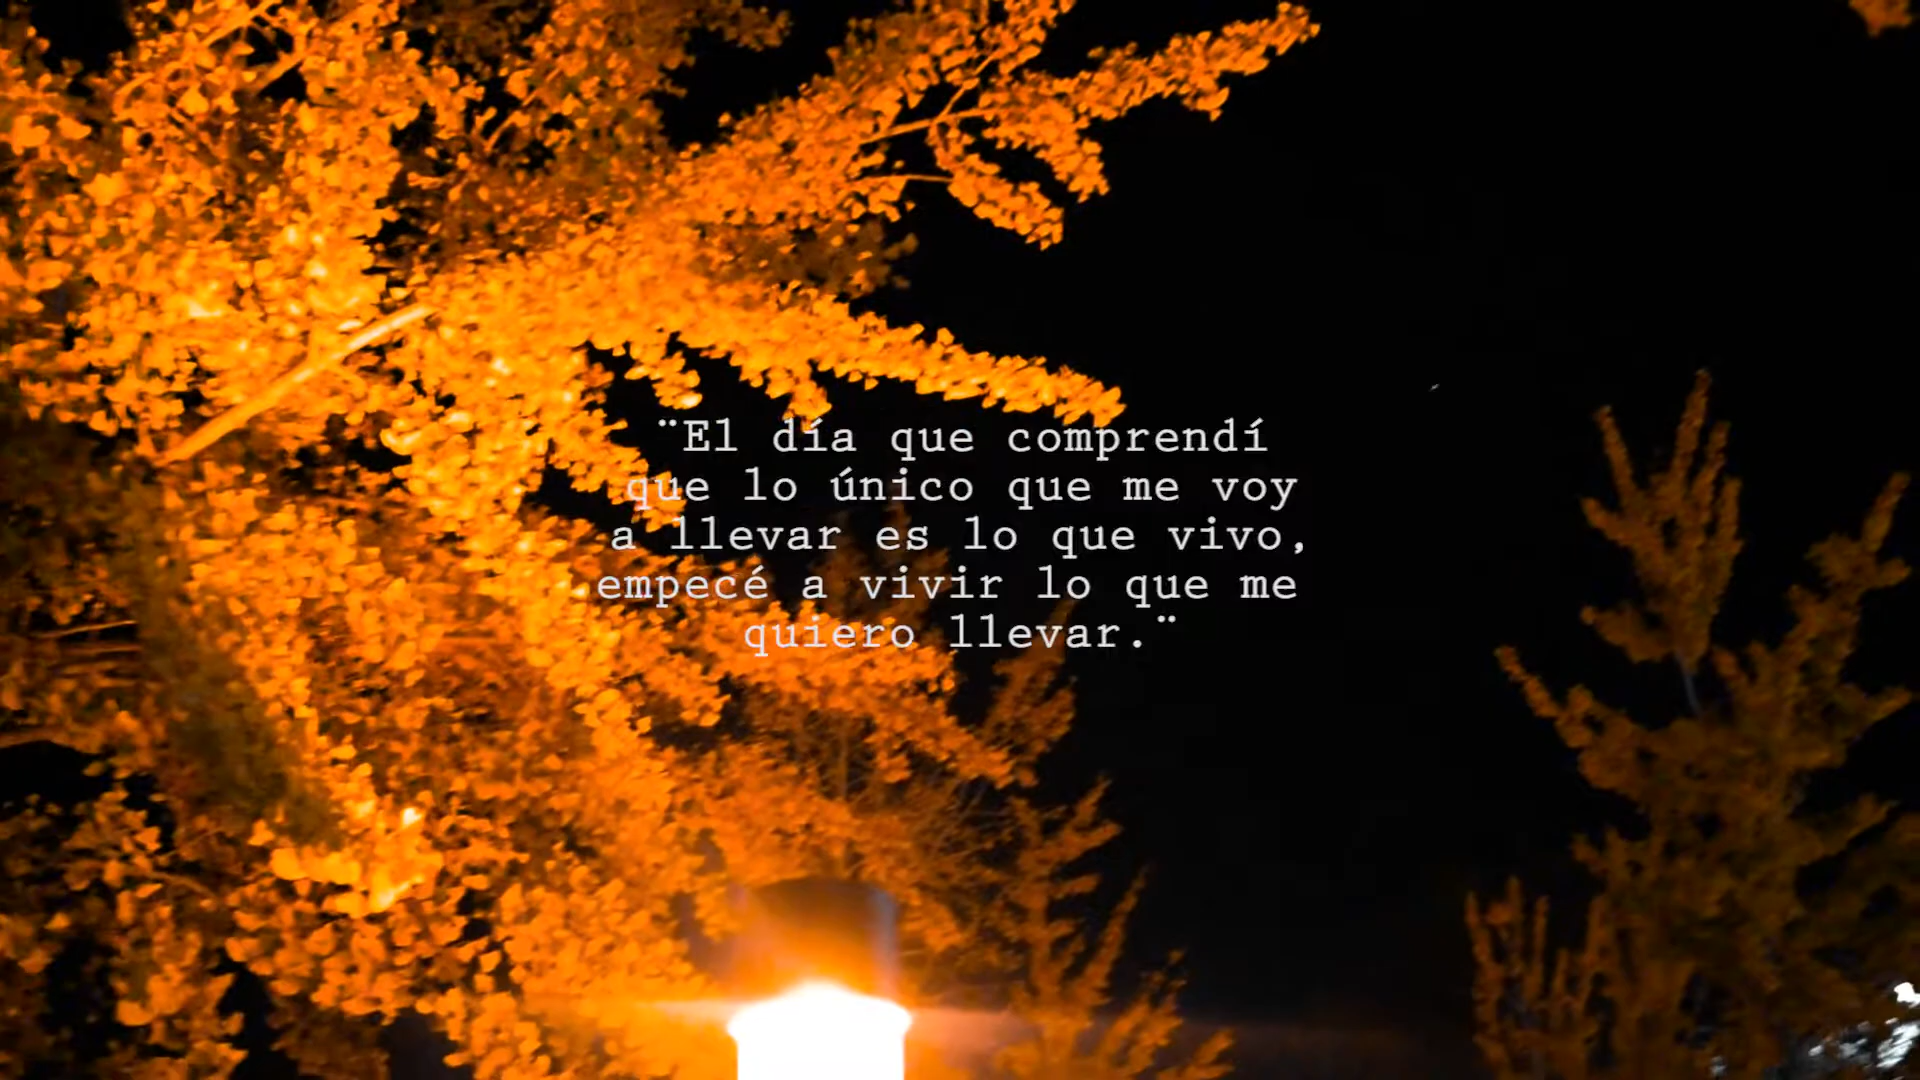 ¨El día que comprendí
que lo único que me voy
a llevar es lo que vivo,
empecé a vivir lo que me
quiero llevar.¨